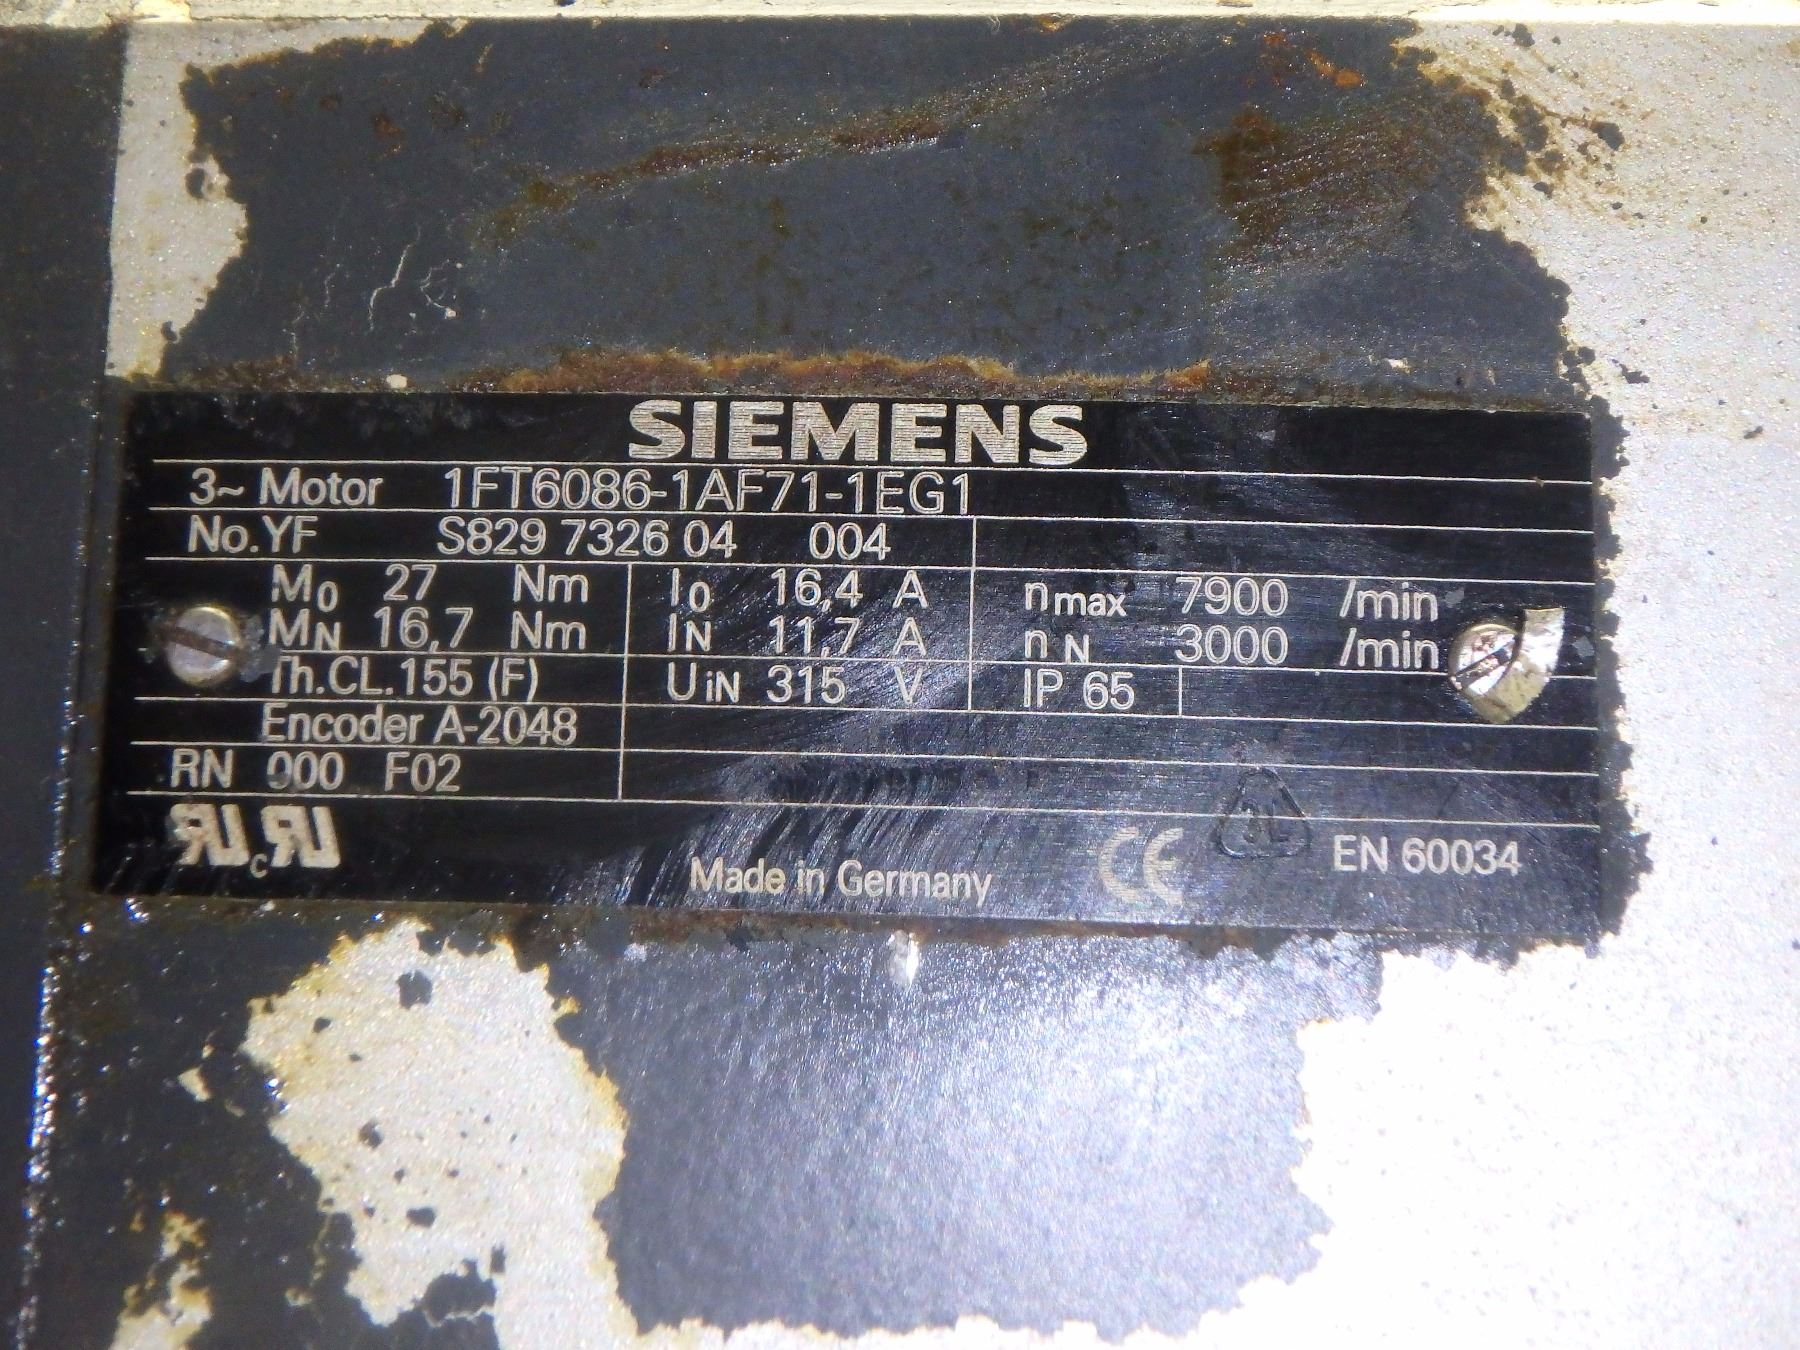 SIEMENS
3~ Motor 1FT6086-1AF71-1EG1
No.YF S829 7326 04 004
M0 27 Nm I0 16,4 A nmax 7900 /min
MN 16,7 Nm IN 11,7 A nN 3000 /min
Th.CL.155 (F) UiN 315 V IP 65
Encoder A-2048
RN 000 F02
RU cRU
Made in Germany CE EN 60034